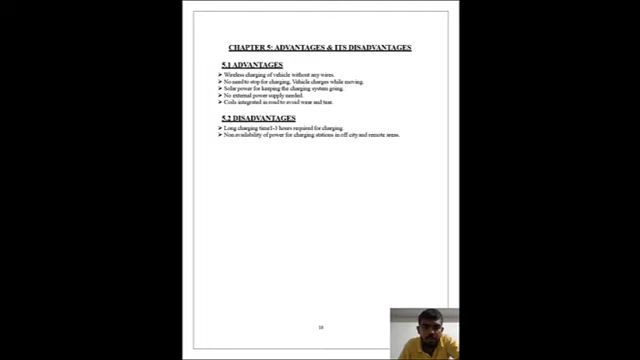 CHAPTER 5: ADVANTAGES & ITS DISADVANTAGES
5.1 ADVANTAGES
➢ Wireless charging of vehicle without any wires.
➢ No need to stop for charging, Vehicle charges while moving.
➢ Solar power for keeping the charging system going.
➢ No external power supply needed.
➢ Coils integrated in road to avoid wear and tear.
5.2 DISADVANTAGES
➢ Long charging time1-3 hours required for charging.
➢ Non availability of power for charging stations in off city and remote areas.